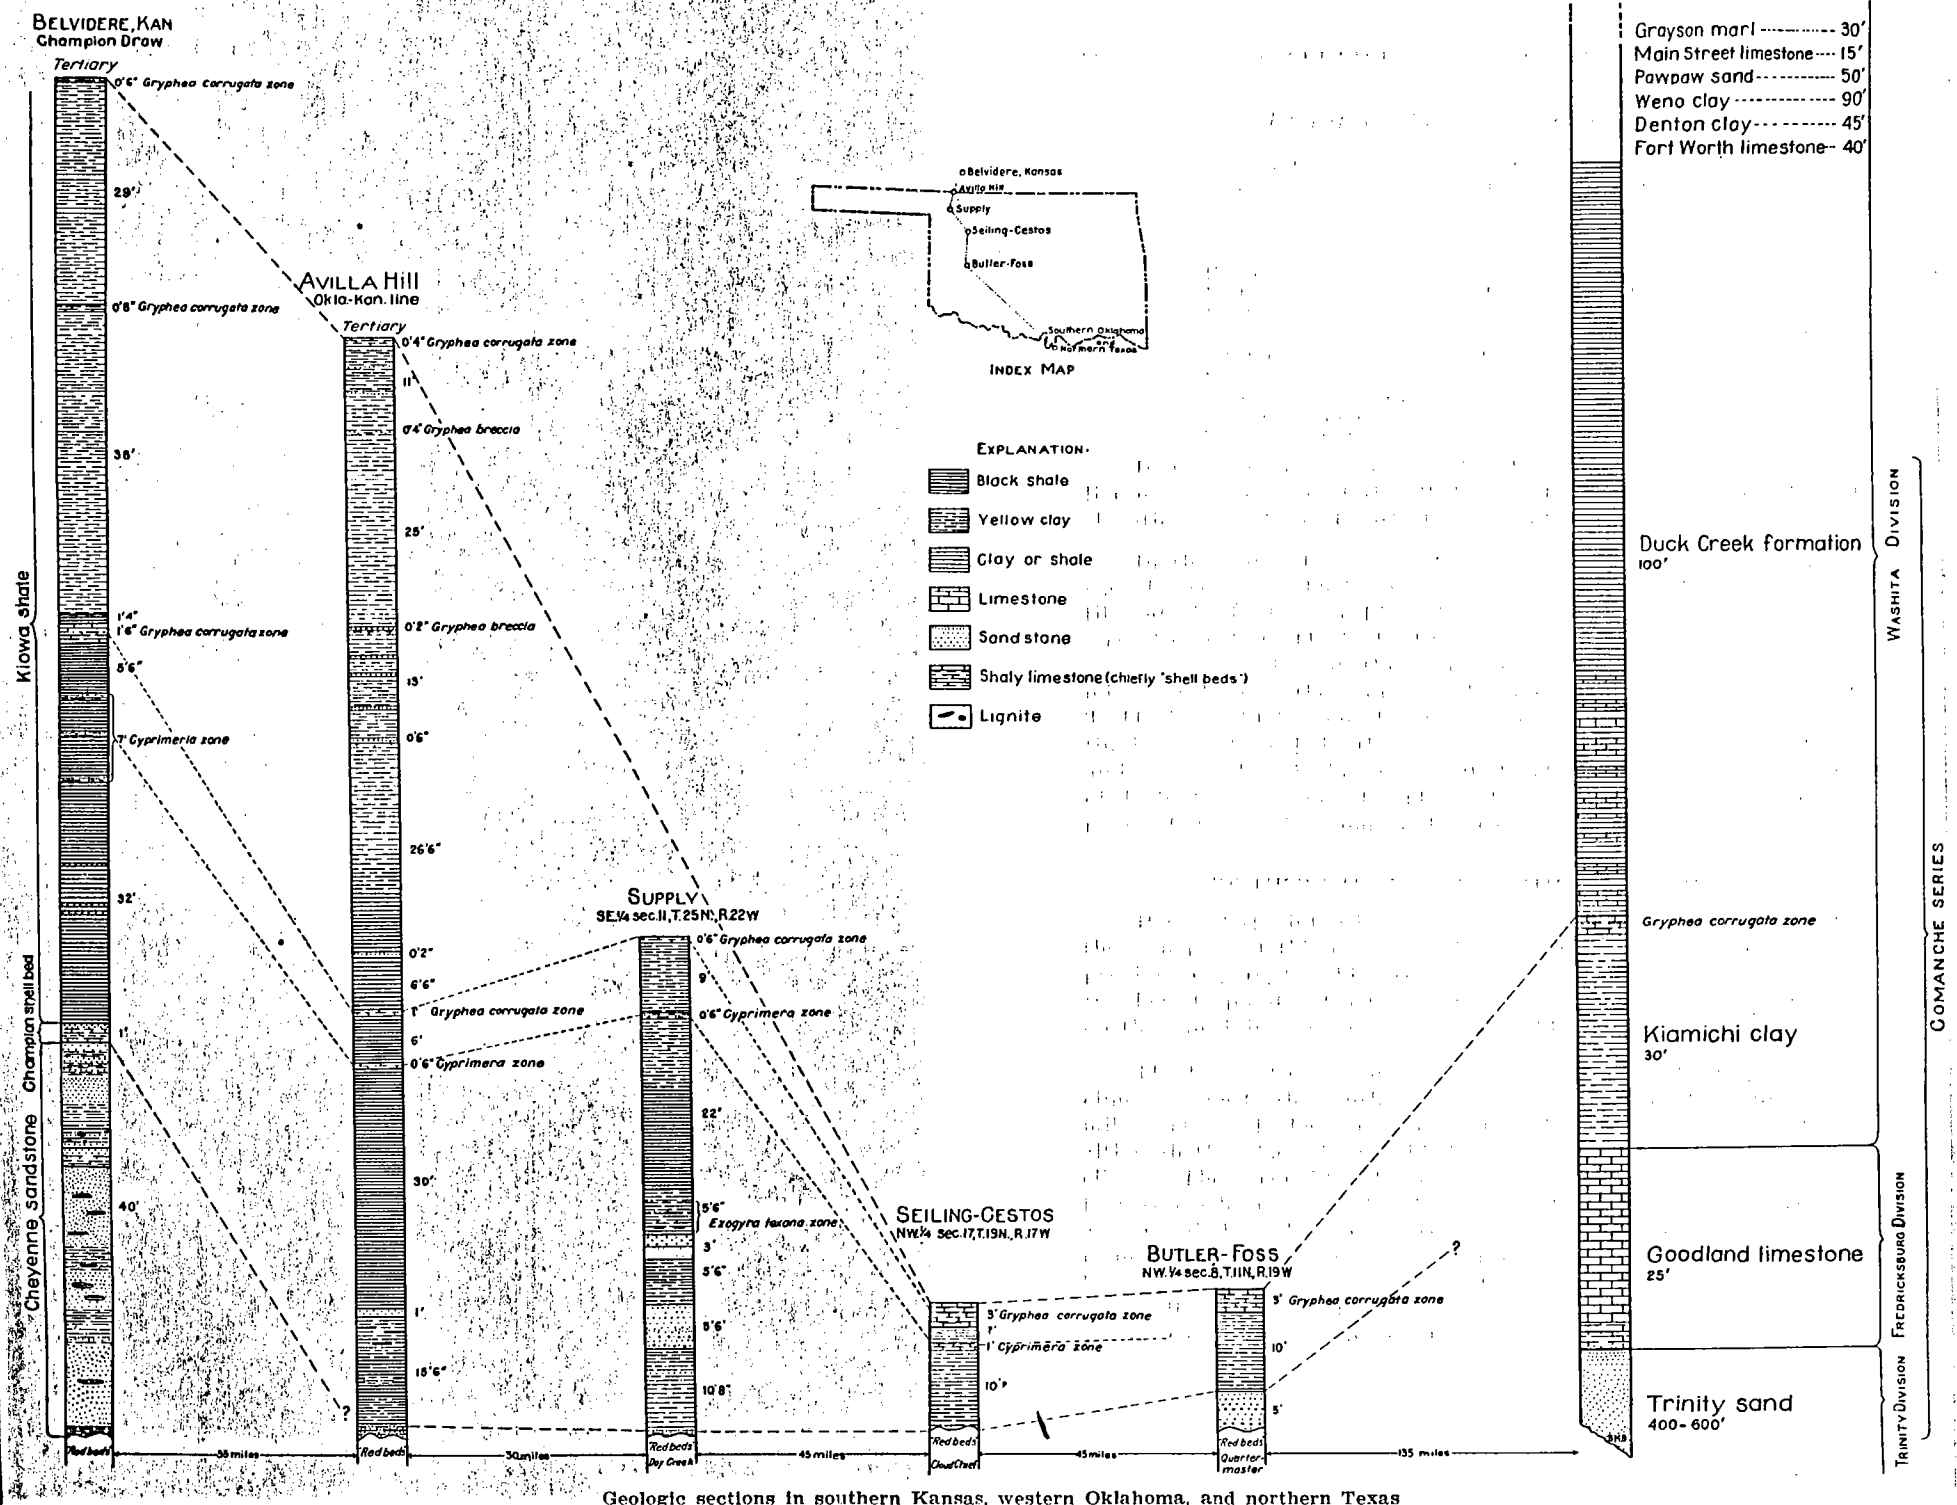 BELVIDERE, KAN
Champion Draw
Tertiary
0'6" Gryphea corrugata zone
29'
0'8" Gryphea corrugata zone
36'
1'4"
1'6" Gryphea corrugata zone
5'6"
7' Cyprimeria zone
32'
1'
40'
"Red beds"
Kiowa shale
Champion shell bed
Cheyenne sandstone
AVILLA Hill
Okla.-Kan. line
Tertiary
0'4" Gryphea corrugata zone
11'
0'4" Gryphea breccia
25'
0'2" Gryphea breccia
13'
0'6"
26'6"
0'2"
6'6"
1' Gryphea corrugata zone
6'
0'6" Cyprimera zone
30'
1'
15'6"
?
"Red beds"
SUPPLY
SE.¼ sec.11, T.25N., R.22W
0'6" Gryphea corrugata zone
9'
0'6" Cyprimera zone
22'
5'6"
Exogyra texana zone
3'
5'6"
5'6"
10'8"
"Red beds"
Day Creek
SEILING-CESTOS
NW.¼ sec.17, T.19N., R.17W
3' Gryphea corrugata zone
1' Cyprimera zone
10'?
"Red beds"
Cloud Chief
BUTLER-FOSS
NW.¼ sec.8, T.11N., R.19W
3' Gryphea corrugata zone
10'
5'
?
"Red beds"
Quarter-
master
35 miles
30 miles
45 miles
45 miles
135 miles
Belvidere, Kansas
Avilla Hill
Supply
Seiling-Cestos
Butler-Foss
Southern Oklahoma
and
Northern Texas
INDEX MAP
EXPLANATION.
Black shale
Yellow clay
Clay or shale
Limestone
Sandstone
Shaly limestone (chiefly "shell beds")
Lignite
Grayson marl ---------- 30'
Main Street limestone---- 15'
Pawpaw sand----------- 50'
Weno clay ------------- 90'
Denton clay----------- 45'
Fort Worth limestone-- 40'
Duck Creek formation
100'
Gryphea corrugata zone
Kiamichi clay
30'
Goodland limestone
25'
Trinity sand
400-600'
WASHITA DIVISION
FREDRICKSBURG DIVISION
TRINITY DIVISION
COMANCHE SERIES
Geologic sections in southern Kansas, western Oklahoma, and northern Texas